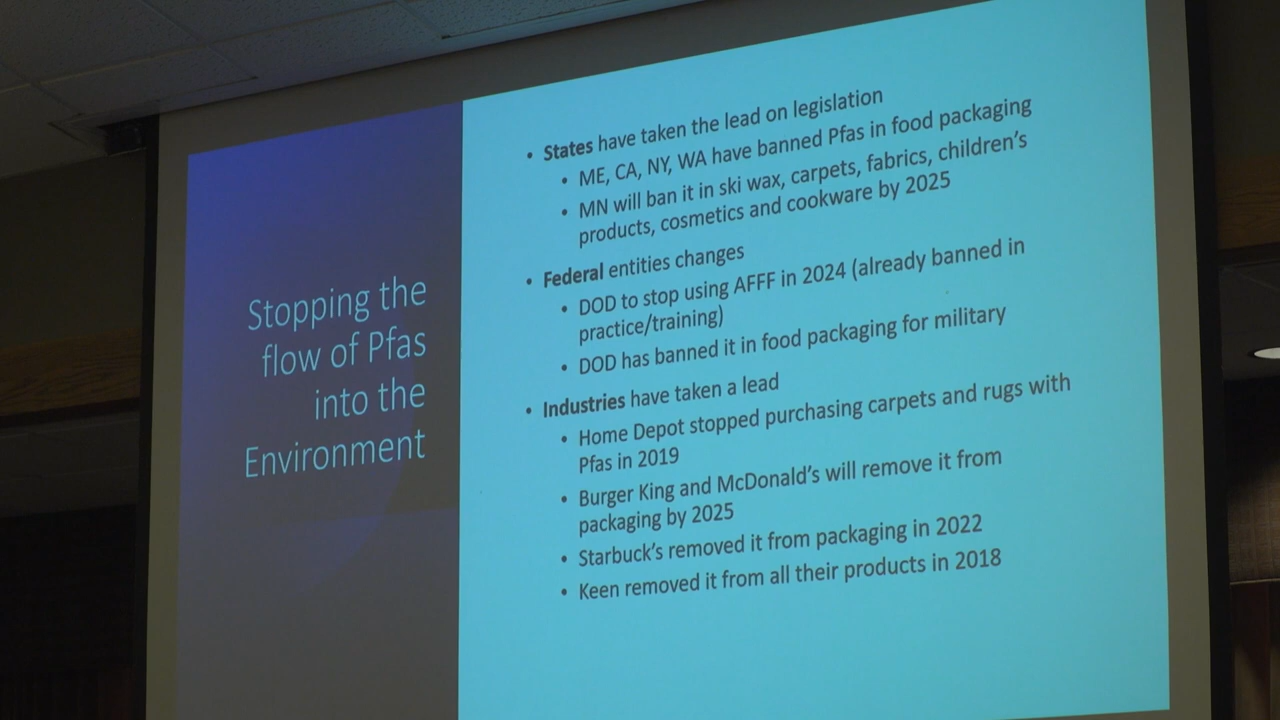 Stopping the
flow of Pfas
into the
Environment
• States have taken the lead on legislation
• ME, CA, NY, WA have banned Pfas in food packaging
• MN will ban it in ski wax, carpets, fabrics, children's
products, cosmetics and cookware by 2025
• Federal entities changes
• DOD to stop using AFFF in 2024 (already banned in
practice/training)
• DOD has banned it in food packaging for military
• Industries have taken a lead
• Home Depot stopped purchasing carpets and rugs with
Pfas in 2019
• Burger King and McDonald's will remove it from
packaging by 2025
• Starbuck's removed it from packaging in 2022
• Keen removed it from all their products in 2018